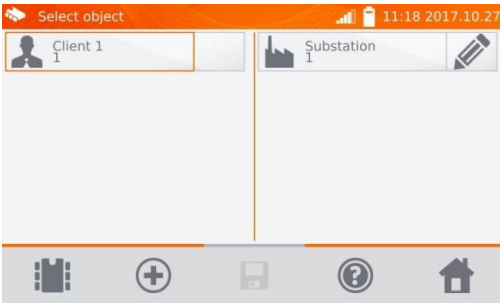 Select object
11:18 2017.10.27
Client 1
1
Substation
1